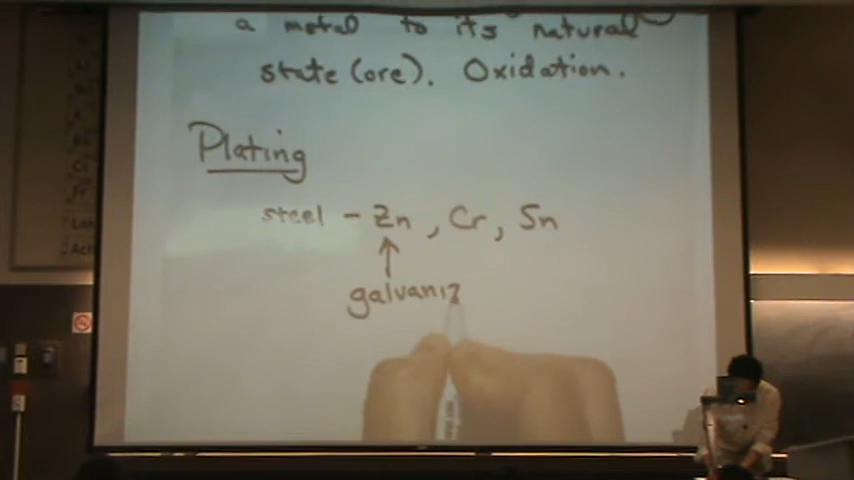 a metal to its natural
state (ore). Oxidation.
Plating
steel - Zn, Cr, Sn
galvaniz